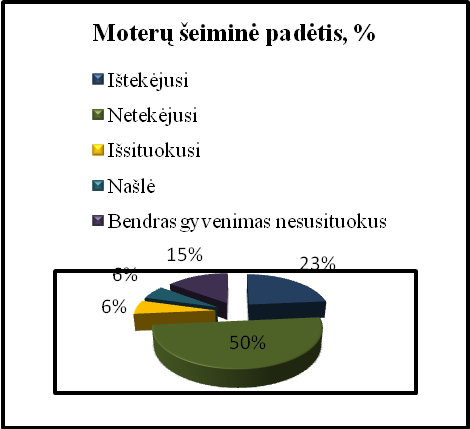 Moterų šeiminė padėtis, %
Ištekėjusi
Netekėjusi
Išsituokusi
Našlė
Bendras gyvenimas nesusituokus
15%
23%
6%
6%
50%